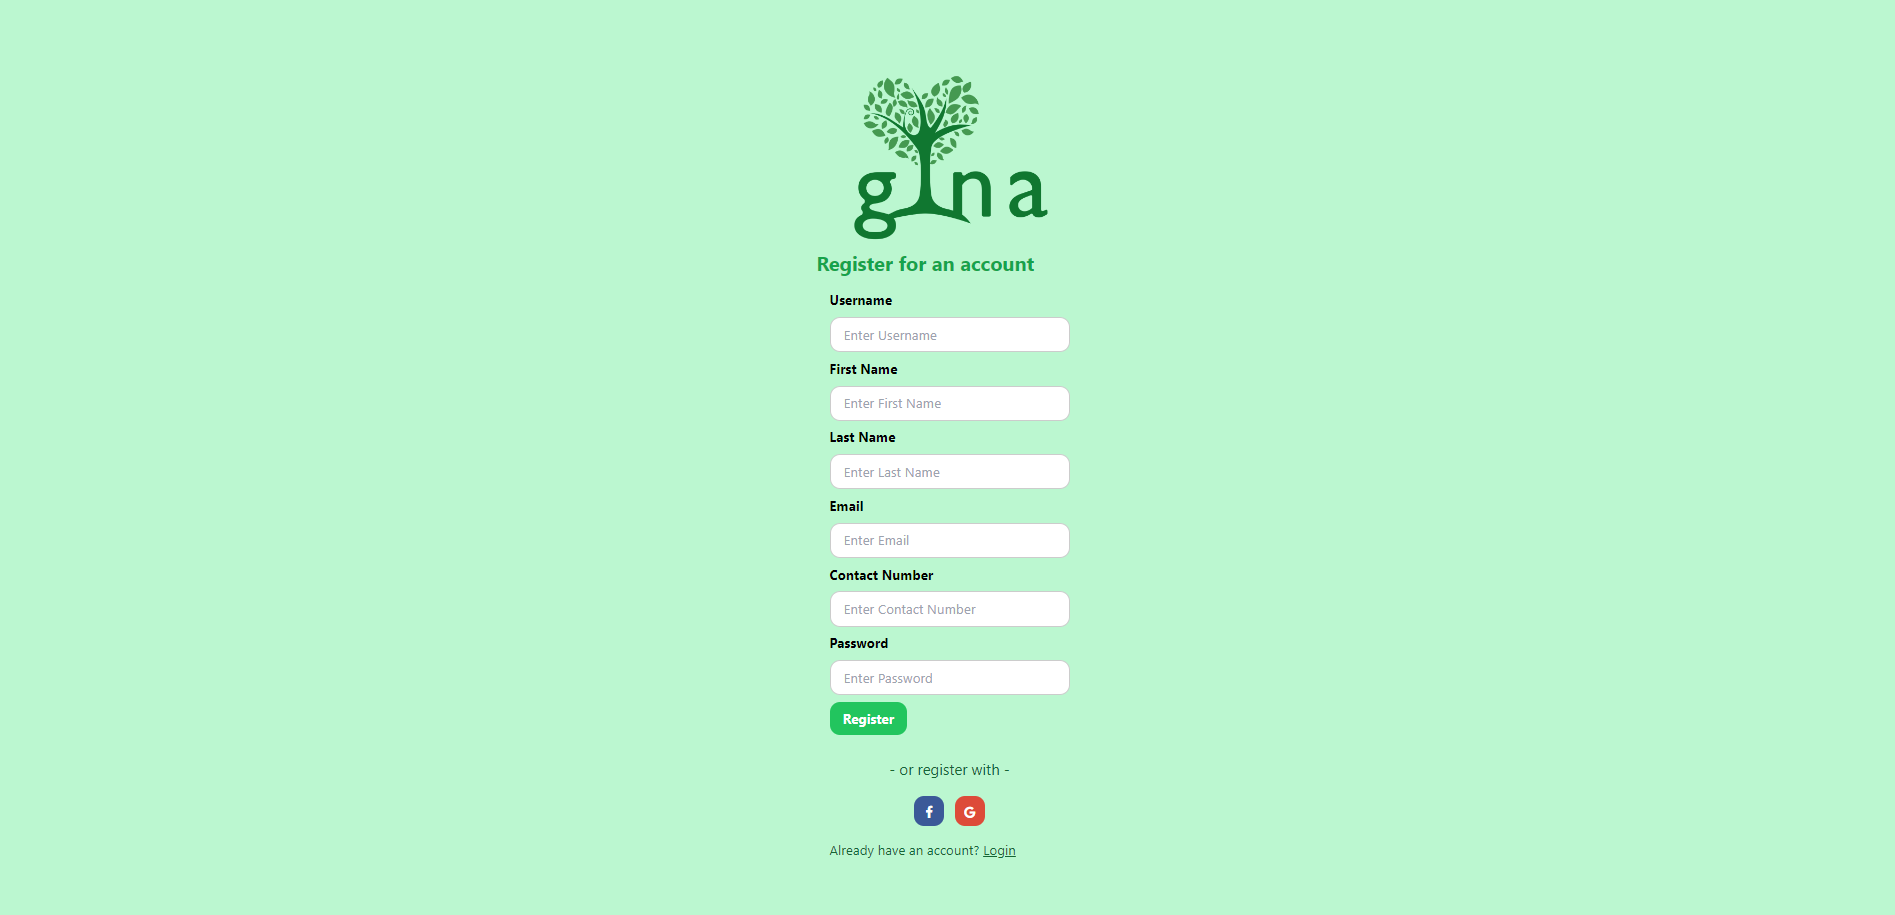 gina
Register for an account
Username
Enter Username
First Name
Enter First Name
Last Name
Enter Last Name
Email
Enter Email
Contact Number
Enter Contact Number
Password
Enter Password
Register
- or register with -
f G
Already have an account? Login